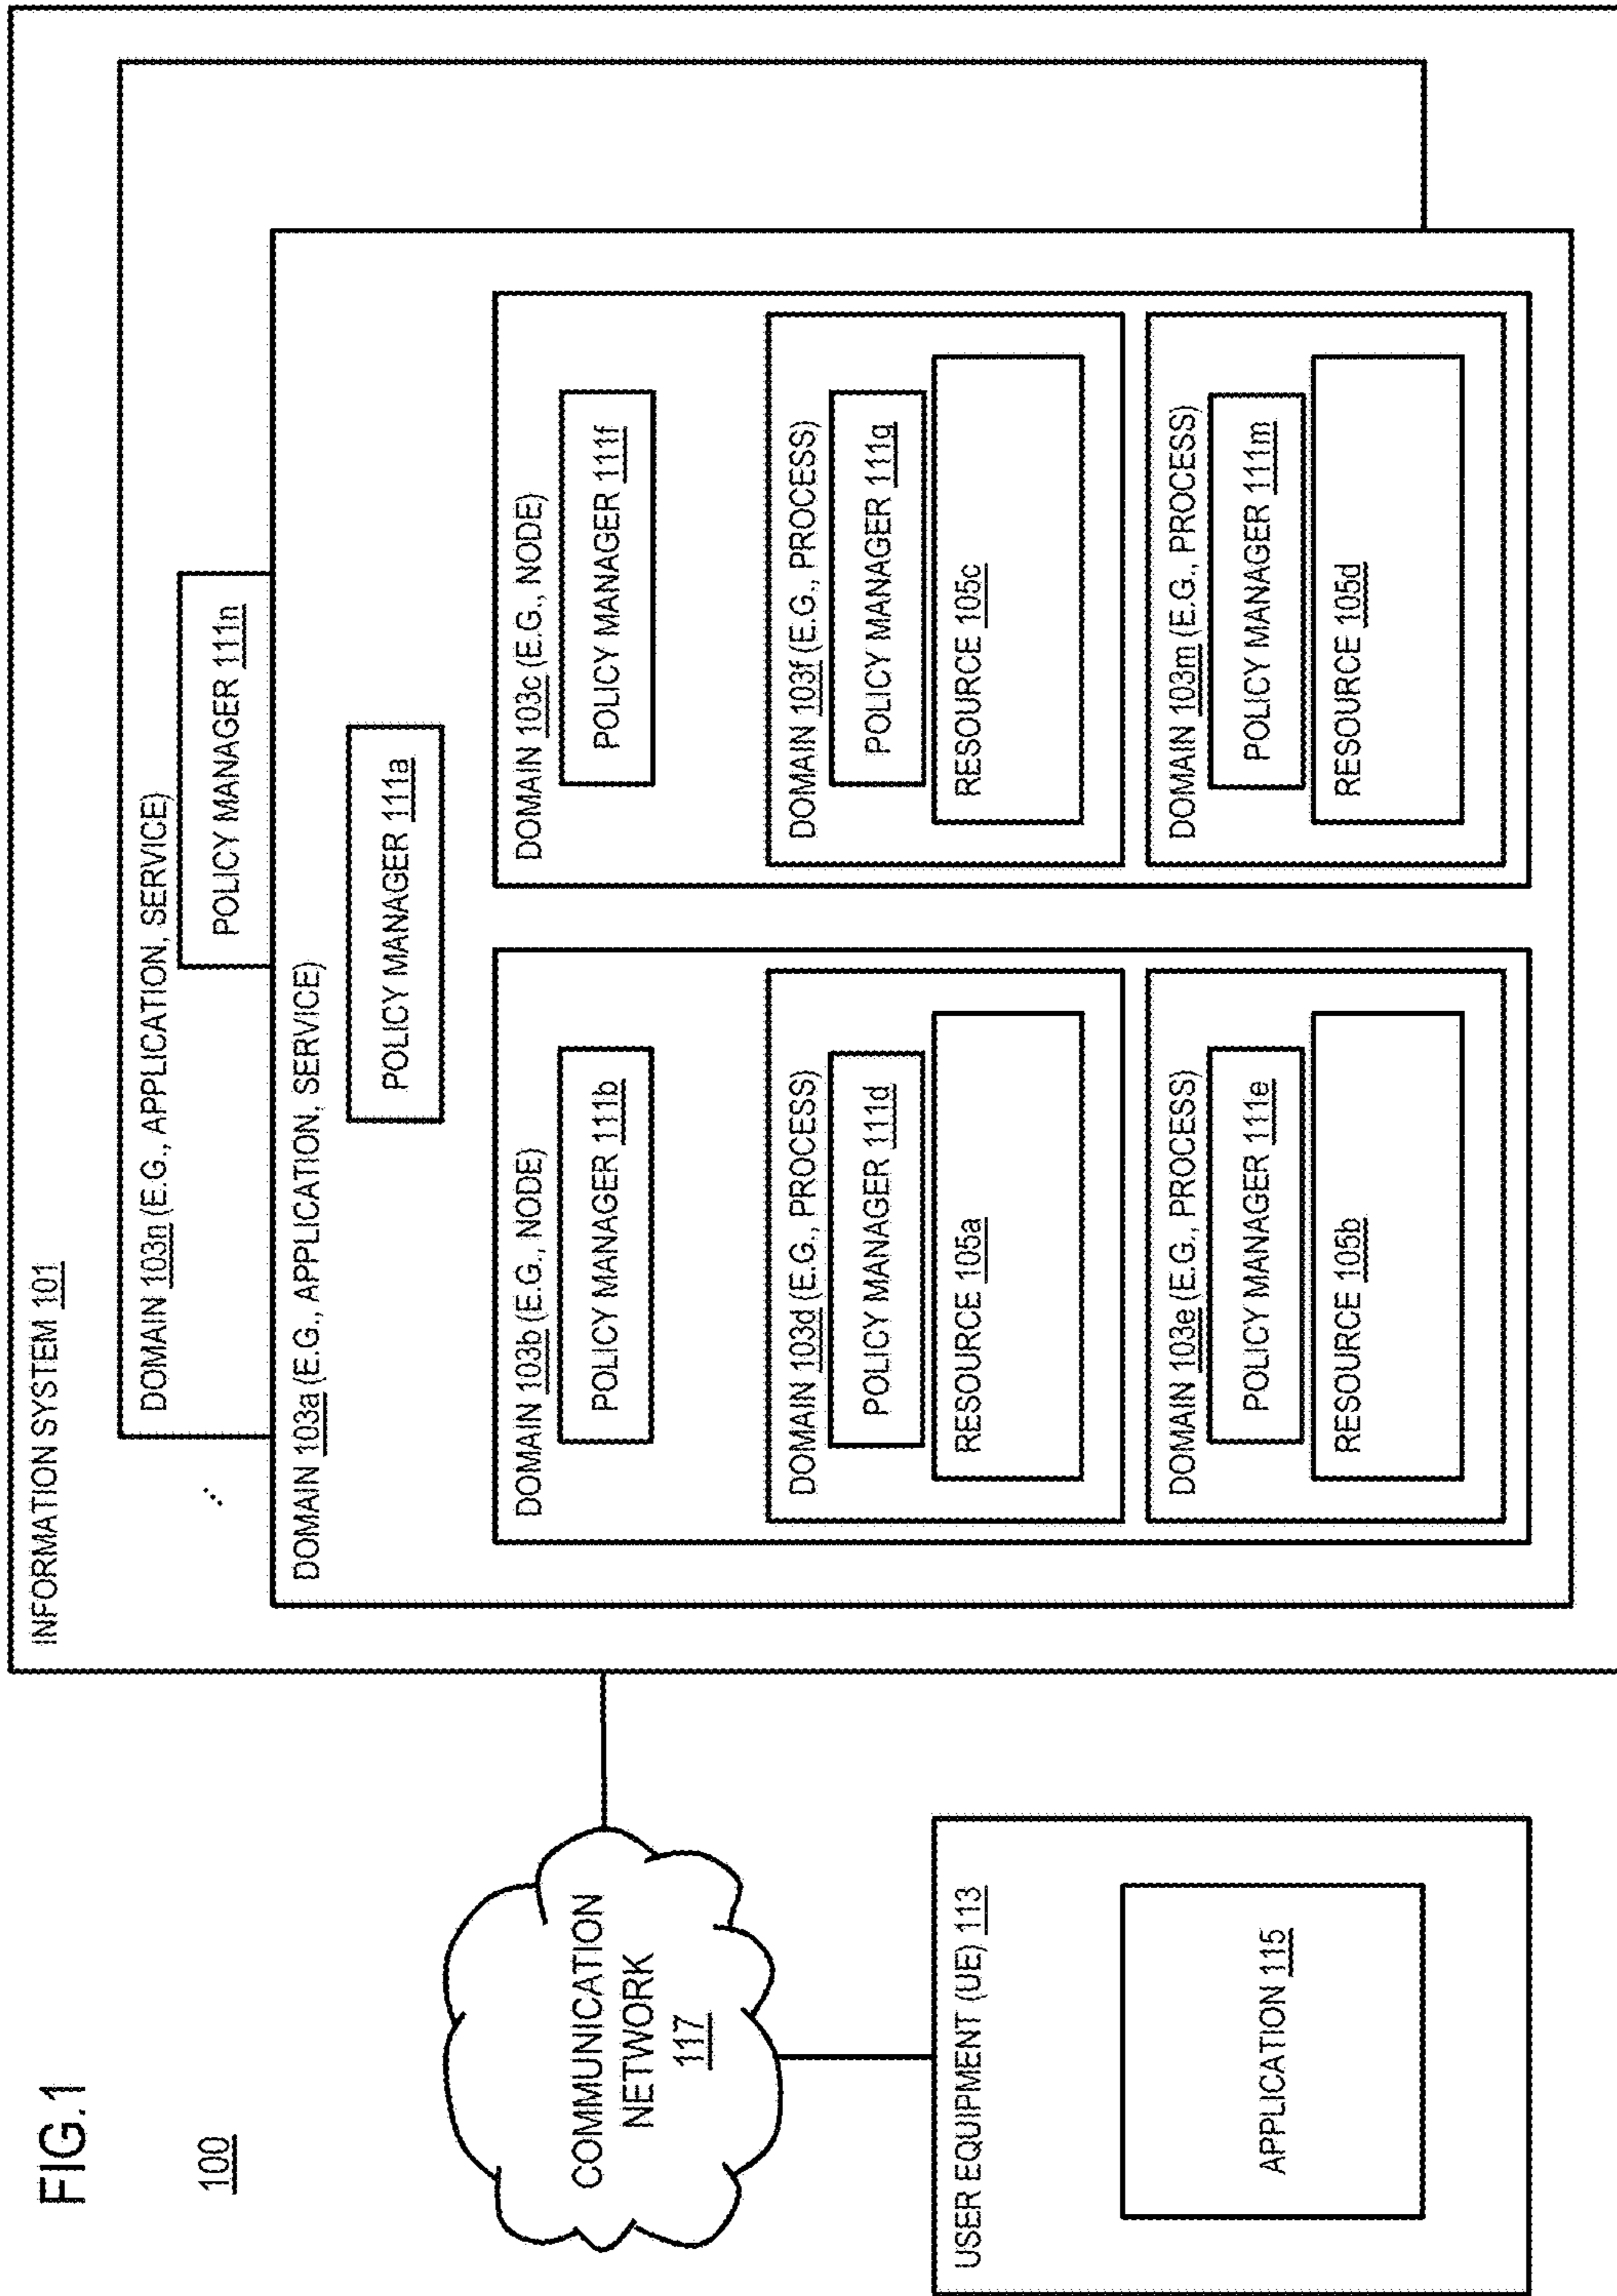 FIG.1
100
COMMUNICATION
NETWORK
117
USER EQUIPMENT (UE) 113
APPLICATION 115
INFORMATION SYSTEM 101
DOMAIN 103n (E.G., APPLICATION, SERVICE)
POLICY MANAGER 111n
DOMAIN 103a (E.G., APPLICATION, SERVICE)
POLICY MANAGER 111a
DOMAIN 103b (E.G., NODE)
POLICY MANAGER 111b
DOMAIN 103d (E.G., PROCESS)
POLICY MANAGER 111d
RESOURCE 105a
DOMAIN 103e (E.G., PROCESS)
POLICY MANAGER 111e
RESOURCE 105b
DOMAIN 103c (E.G., NODE)
POLICY MANAGER 111f
DOMAIN 103f (E.G., PROCESS)
POLICY MANAGER 111g
RESOURCE 105c
DOMAIN 103m (E.G., PROCESS)
POLICY MANAGER 111m
RESOURCE 105d